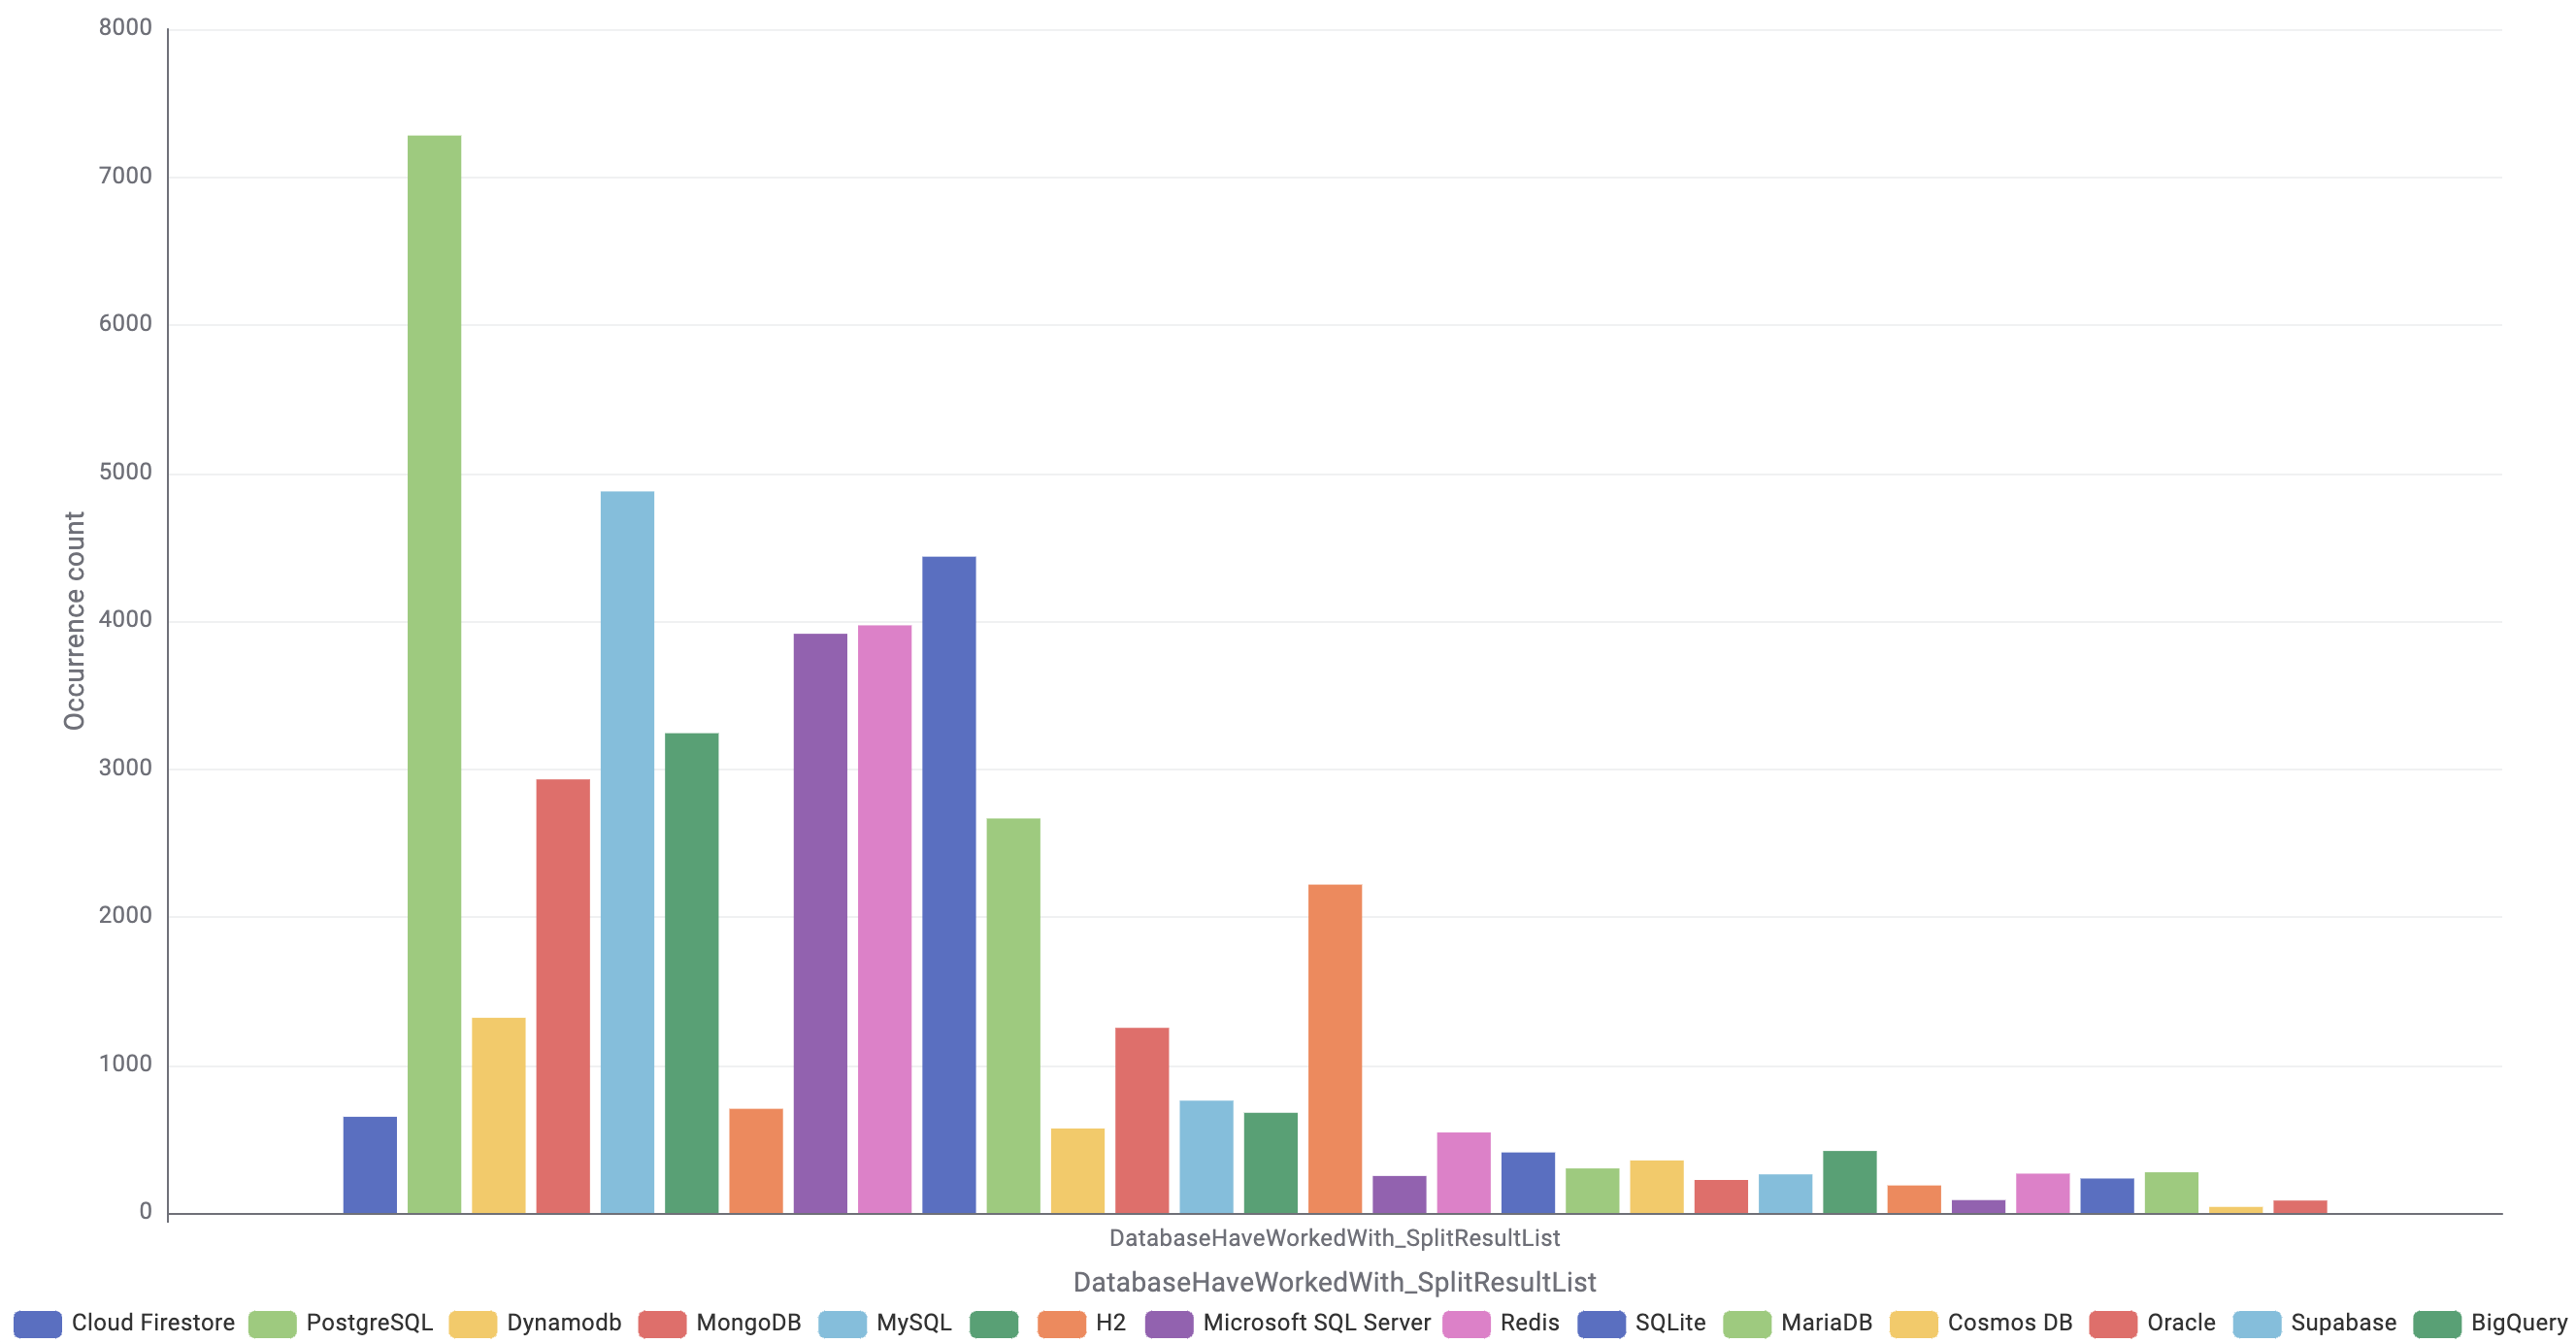 8000
7000
6000
5000
4000
3000
2000
1000
0
Occurrence count
DatabaseHaveWorkedWith_SplitResultList
DatabaseHaveWorkedWith_SplitResultList
Cloud Firestore PostgreSQL Dynamodb MongoDB MySQL H2 Microsoft SQL Server Redis SQLite MariaDB Cosmos DB Oracle Supabase BigQuery